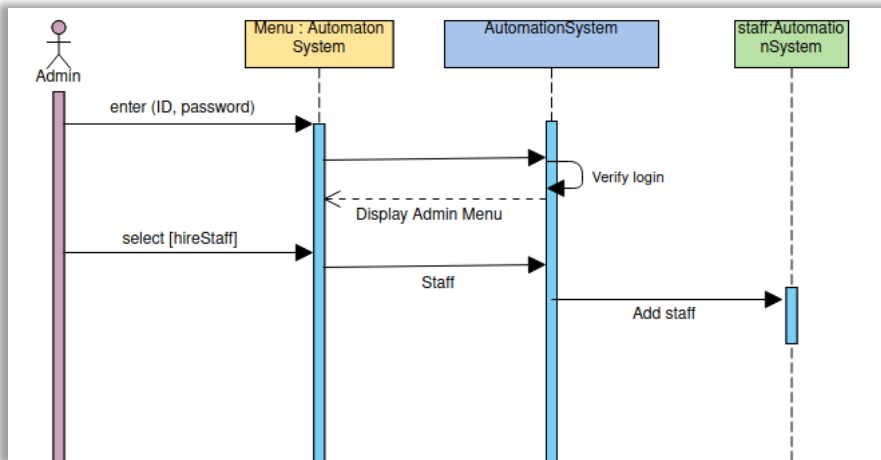 Menu : Automaton
System
AutomationSystem
staff:Automatio
nSystem
Admin
enter (ID, password)
Verify login
Display Admin Menu
select [hireStaff]
Staff
Add staff